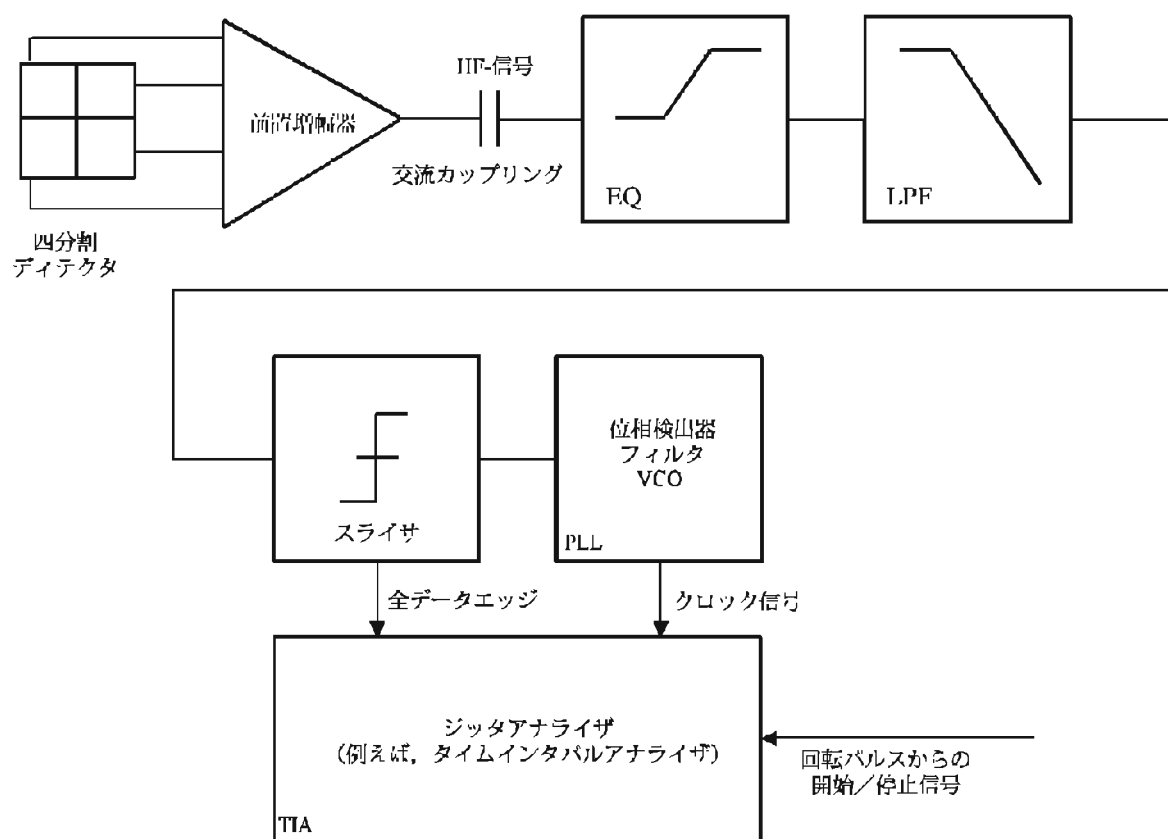 前置増幅器
HF-信号
交流カップリング
四分割
ディテクタ
EQ
LPF
スライサ
位相検出器
フィルタ
VCO
PLL
全データエッジ
クロック信号
ジッタアナライザ
(例えば,タイムインタバルアナライザ)
TIA
回転パルスからの
開始/停止信号